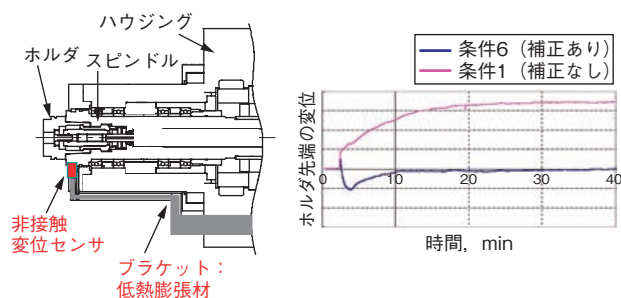 ハウジング
ホルダ
スピンドル
非接触
変位センサ
ブラケット：
低熱膨張材
条件6（補正あり）
条件1（補正なし）
ホルダ先端の変位
0
10
20
30
40
時間，min